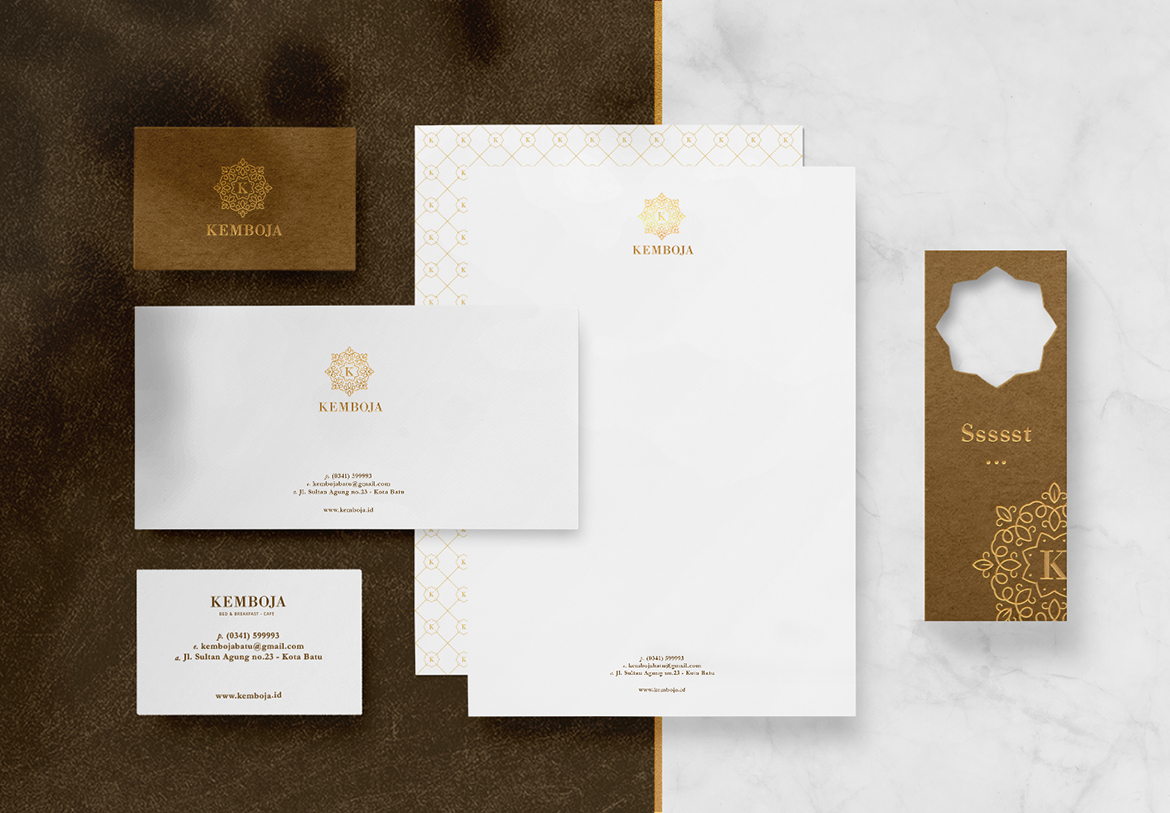 K
KEMBOJA
K
KEMBOJA
p. (0341) 599993
e. kembojabatu@gmail.com
a. Jl. Sultan Agung no.23 - Kota Batu
www.kemboja.id
KEMBOJA
BED & BREAKFAST - CAFE
p. (0341) 599993
e. kembojabatu@gmail.com
a. Jl. Sultan Agung no.23 - Kota Batu
www.kemboja.id
K
KEMBOJA
p. (0341) 599993
e. kembojabatu@gmail.com
a. Jl. Sultan Agung no.23 - Kota Batu
www.kemboja.id
Sssssst
...
K